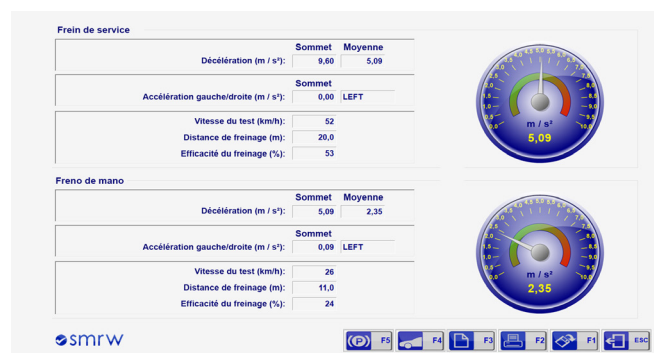 Frein de service
Sommet Moyenne
Décélération (m / s²): 9,60 5,09
Sommet
Accélération gauche/droite (m / s²): 0,00 LEFT
Vitesse du test (km/h): 52
Distance de freinage (m): 20,0
Efficacité du freinage (%): 53
m / s²
5,09
Freno de mano
Sommet Moyenne
Décélération (m / s²): 5,09 2,35
Sommet
Accélération gauche/droite (m / s²): 0,09 LEFT
Vitesse du test (km/h): 26
Distance de freinage (m): 11,0
Efficacité du freinage (%): 24
m / s²
2,35
smrw
(P) F5 F4 F3 F2 F1 ESC